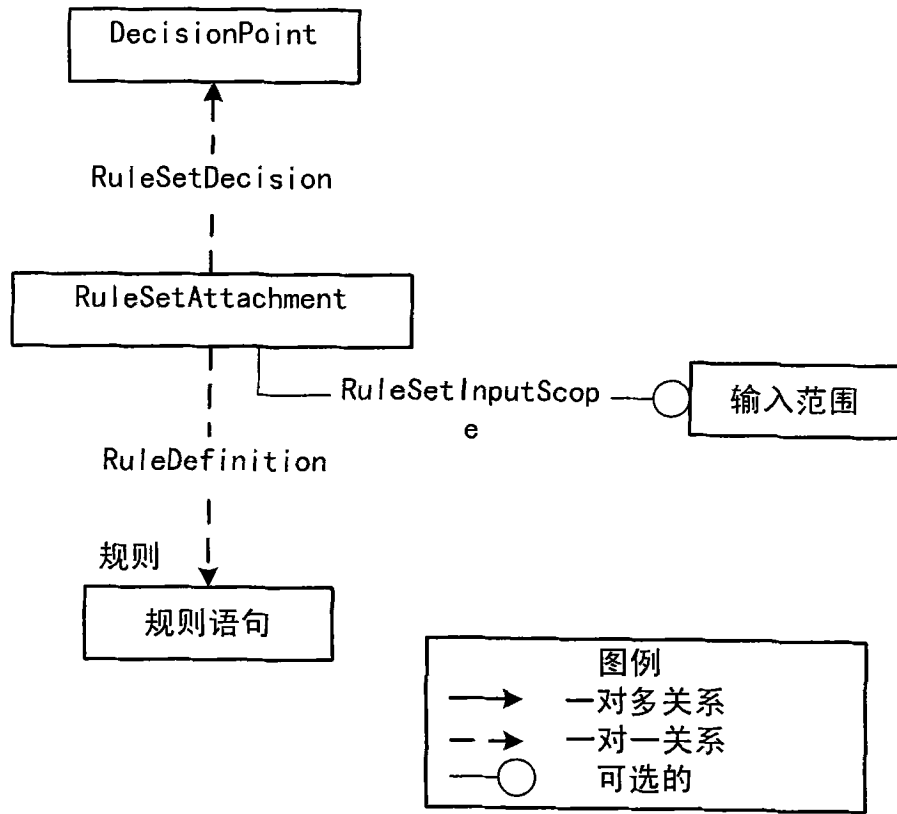 DecisionPoint
RuleSetDecision
RuleSetAttachment
RuleSetInputScop
e
输入范围
RuleDefinition
规则
规则语句
图例
一对多关系
一对一关系
可选的